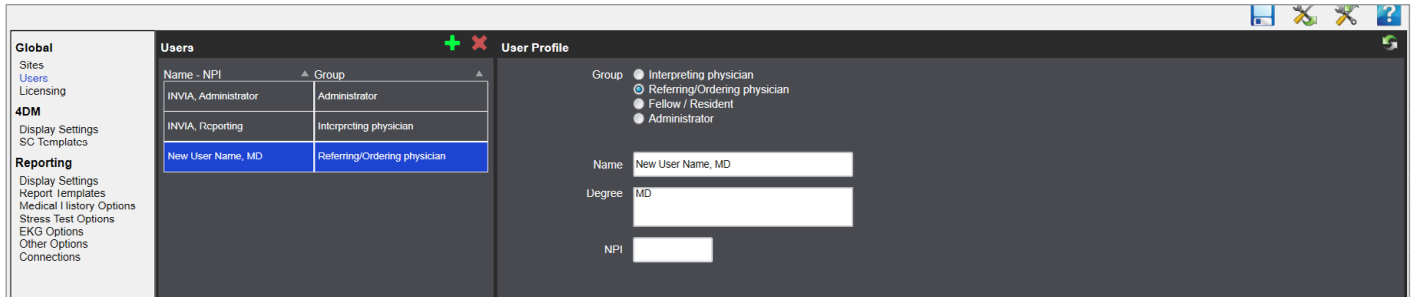 Global
Sites
Users
Licensing
4DM
Display Settings
SC Templates
Reporting
Display Settings
Report Templates
Medical History Options
Stress Test Options
EKG Options
Other Options
Connections
Users
Name - NPI Group
INVIA, Administrator Administrator
INVIA, Reporting Interpreting physician
New User Name, MD Referring/Ordering physician
User Profile
Group Interpreting physician
Referring/Ordering physician
Fellow / Resident
Administrator
Name New User Name, MD
Degree MD
NPI